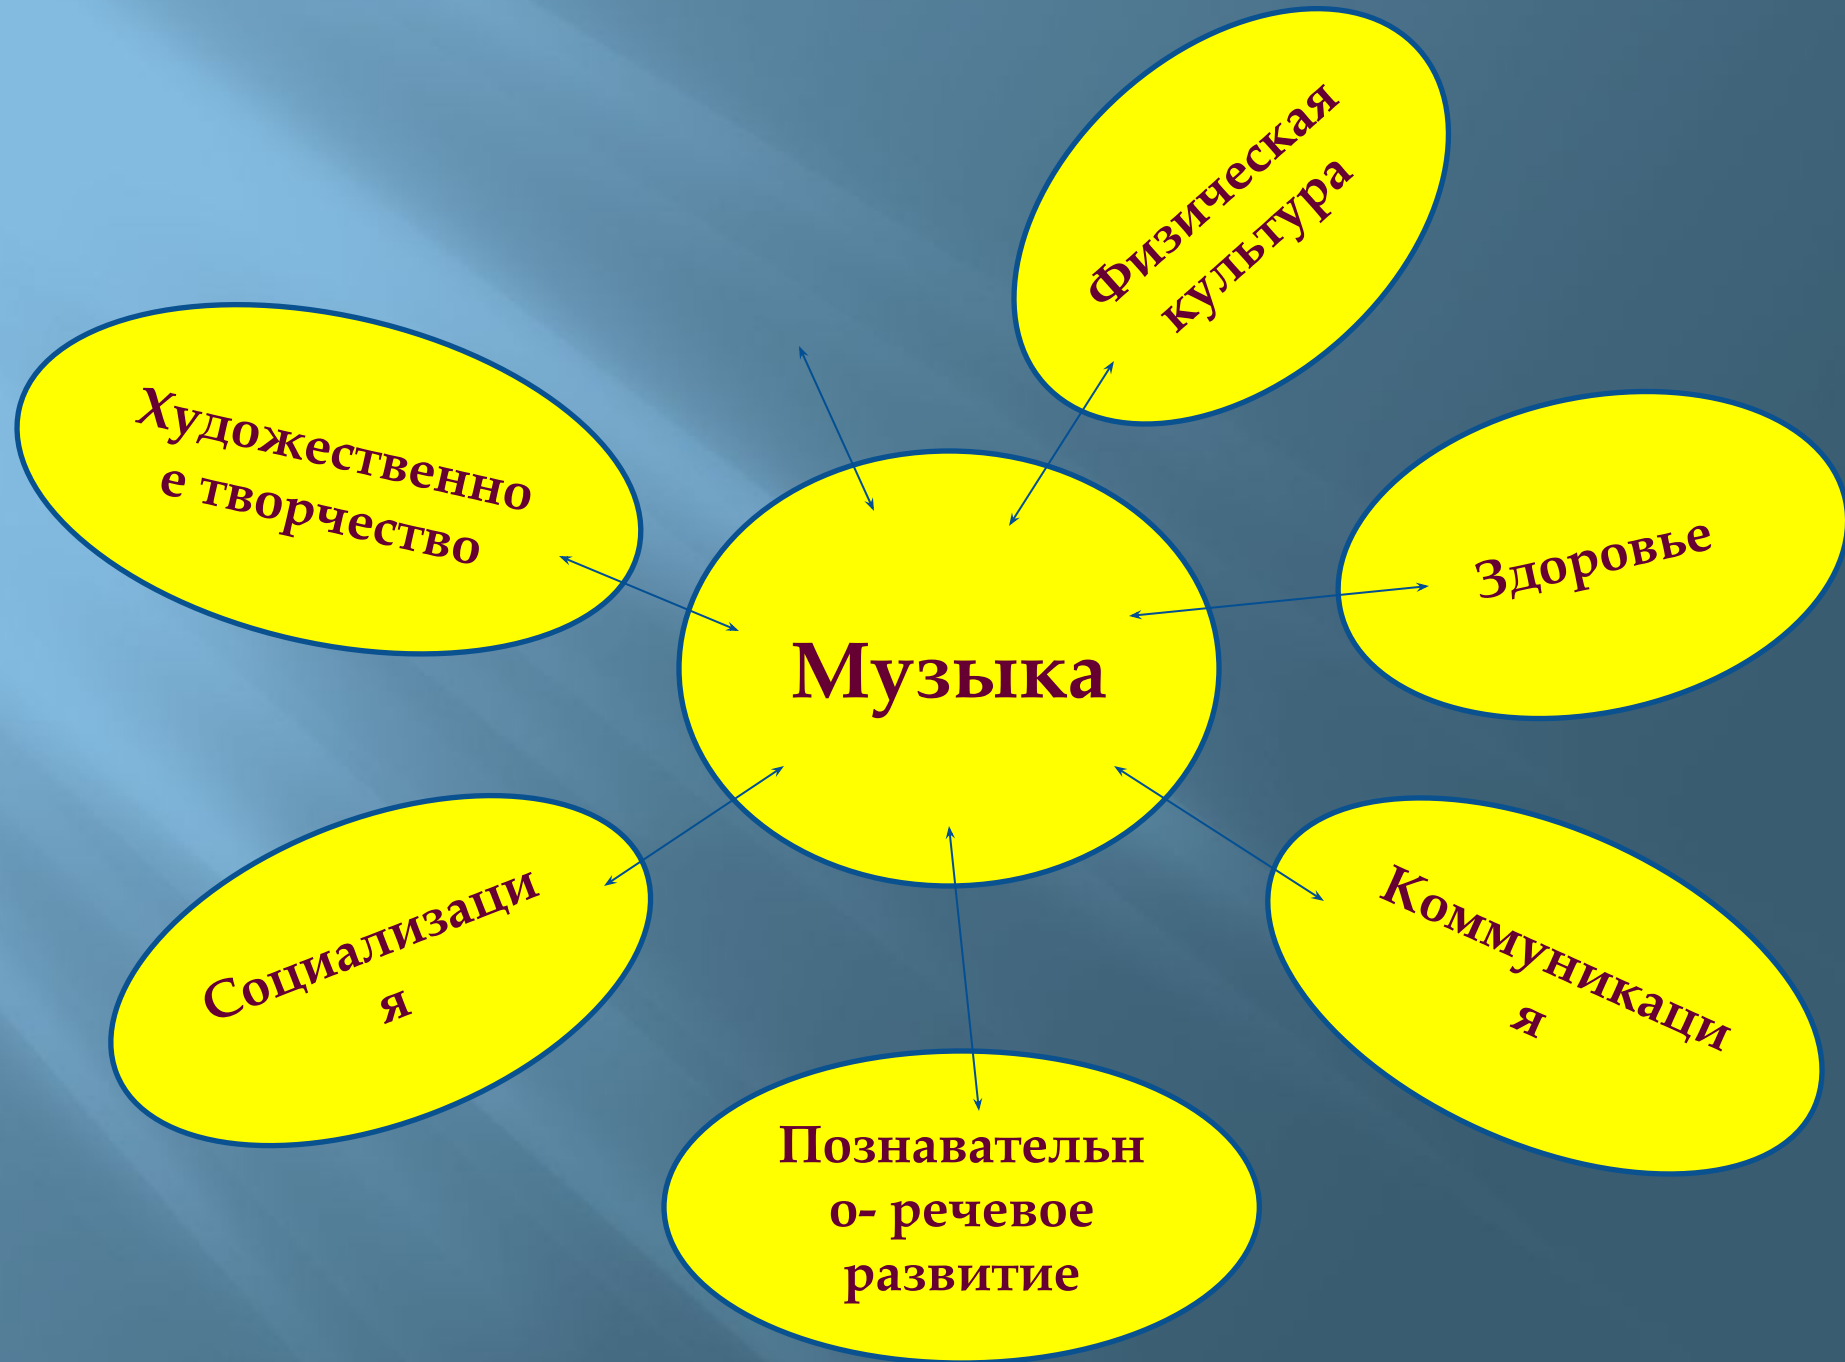 Физическая
культура
Художественно
е творчество
Здоровье
Музыка
Социализаци
я
Коммуникаци
я
Познавательн
о- речевое
развитие